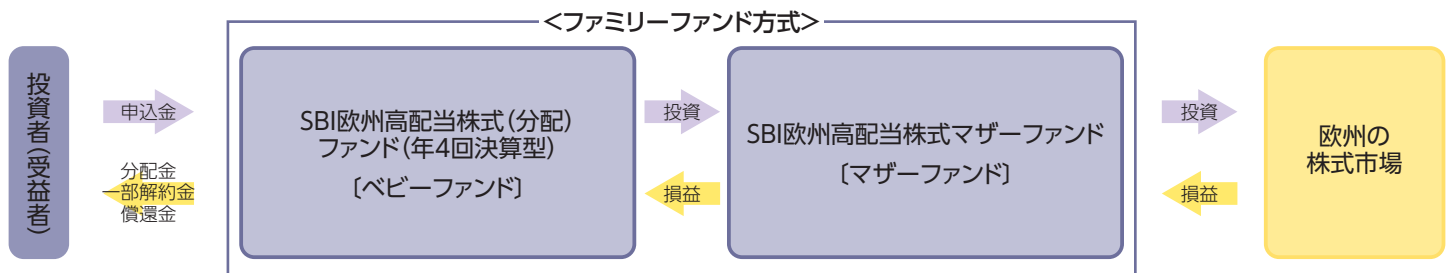 <ファミリーファンド方式>
投資者(受益者)
申込金
分配金
一部解約金
償還金
SBI欧州高配当株式(分配)
ファンド(年4回決算型)
〔ベビーファンド〕
投資
損益
SBI欧州高配当株式マザーファンド
〔マザーファンド〕
投資
損益
欧州の
株式市場